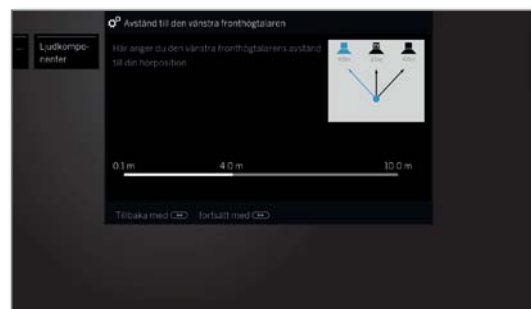 Avstånd till den vänstra fronthögtalaren
...
Ljudkompo-
nenter
Här anger du den vänstra fronthögtalarens avstånd
till din hörposition
0.1 m 4.0 m 10.0 m
Tillbaka med fortsätt med